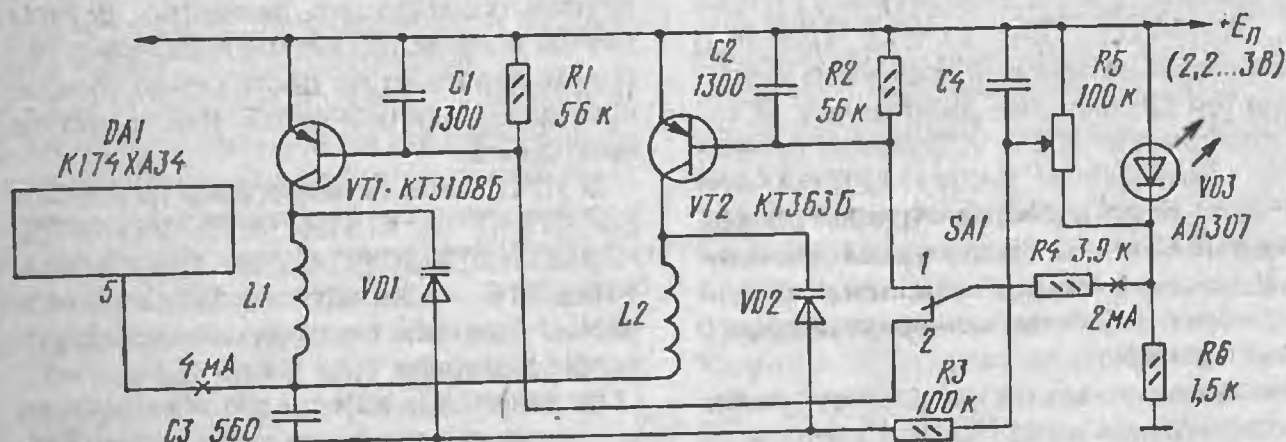 +Eп
(2,2...3В)
C1
1300
R1
56 к
C2
1300
R2
56 к
C4
R5
100 к
DA1
К174ХА34
VT1 КТ3108Б
VT2 КТ363Б
SA1
VD3
АЛ307
R4 3,9 к
2 мА
5
L1
VD1
L2
VD2
1
2
4 мА
R3
100 к
R6
1,5 к
C3 560